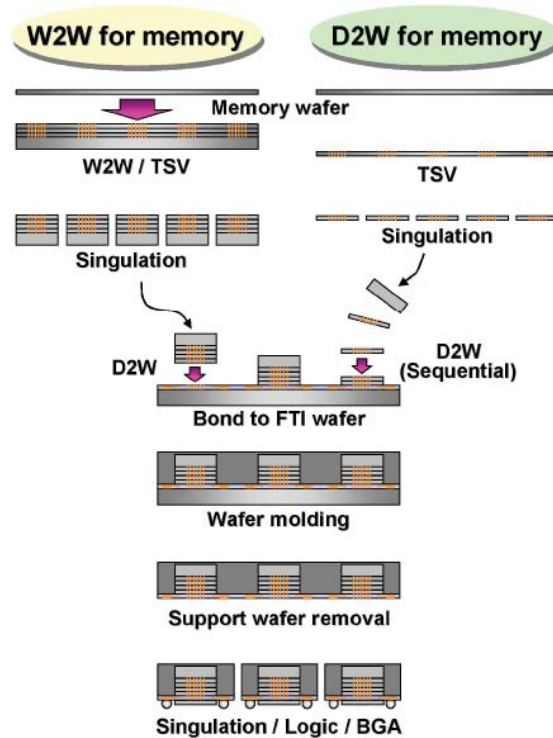 W2W for memory
D2W for memory
Memory wafer
W2W / TSV
TSV
Singulation
Singulation
D2W
D2W
(Sequential)
Bond to FTI wafer
Wafer molding
Support wafer removal
Singulation / Logic / BGA